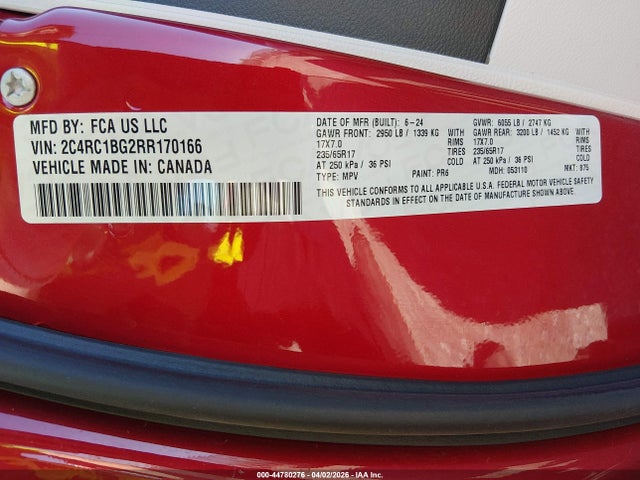 MFD BY: FCA US LLC
VIN: 2C4RC1BG2RR170166
VEHICLE MADE IN: CANADA
DATE OF MFR (BUILT): 6-24 GVWR: 6055 LB / 2747 KG
GAWR FRONT: 2950 LB / 1339 KG GAWR REAR: 3200 LB / 1452 KG
17X7.0 RIMS 17X7.0 RIMS
235/65R17 TIRES 235/65R17 TIRES
AT 250 kPa / 36 PSI COLD AT 250 kPa / 36 PSI COLD
TYPE: MPV PAINT: PR6 MDH: 053110 MKT: 875
THIS VEHICLE CONFORMS TO ALL APPLICABLE U.S.A. FEDERAL MOTOR VEHICLE SAFETY
STANDARDS IN EFFECT ON THE DATE OF MANUFACTURE SHOWN ABOVE.
000-44780276 - 04/02/2026 - IAA Inc.